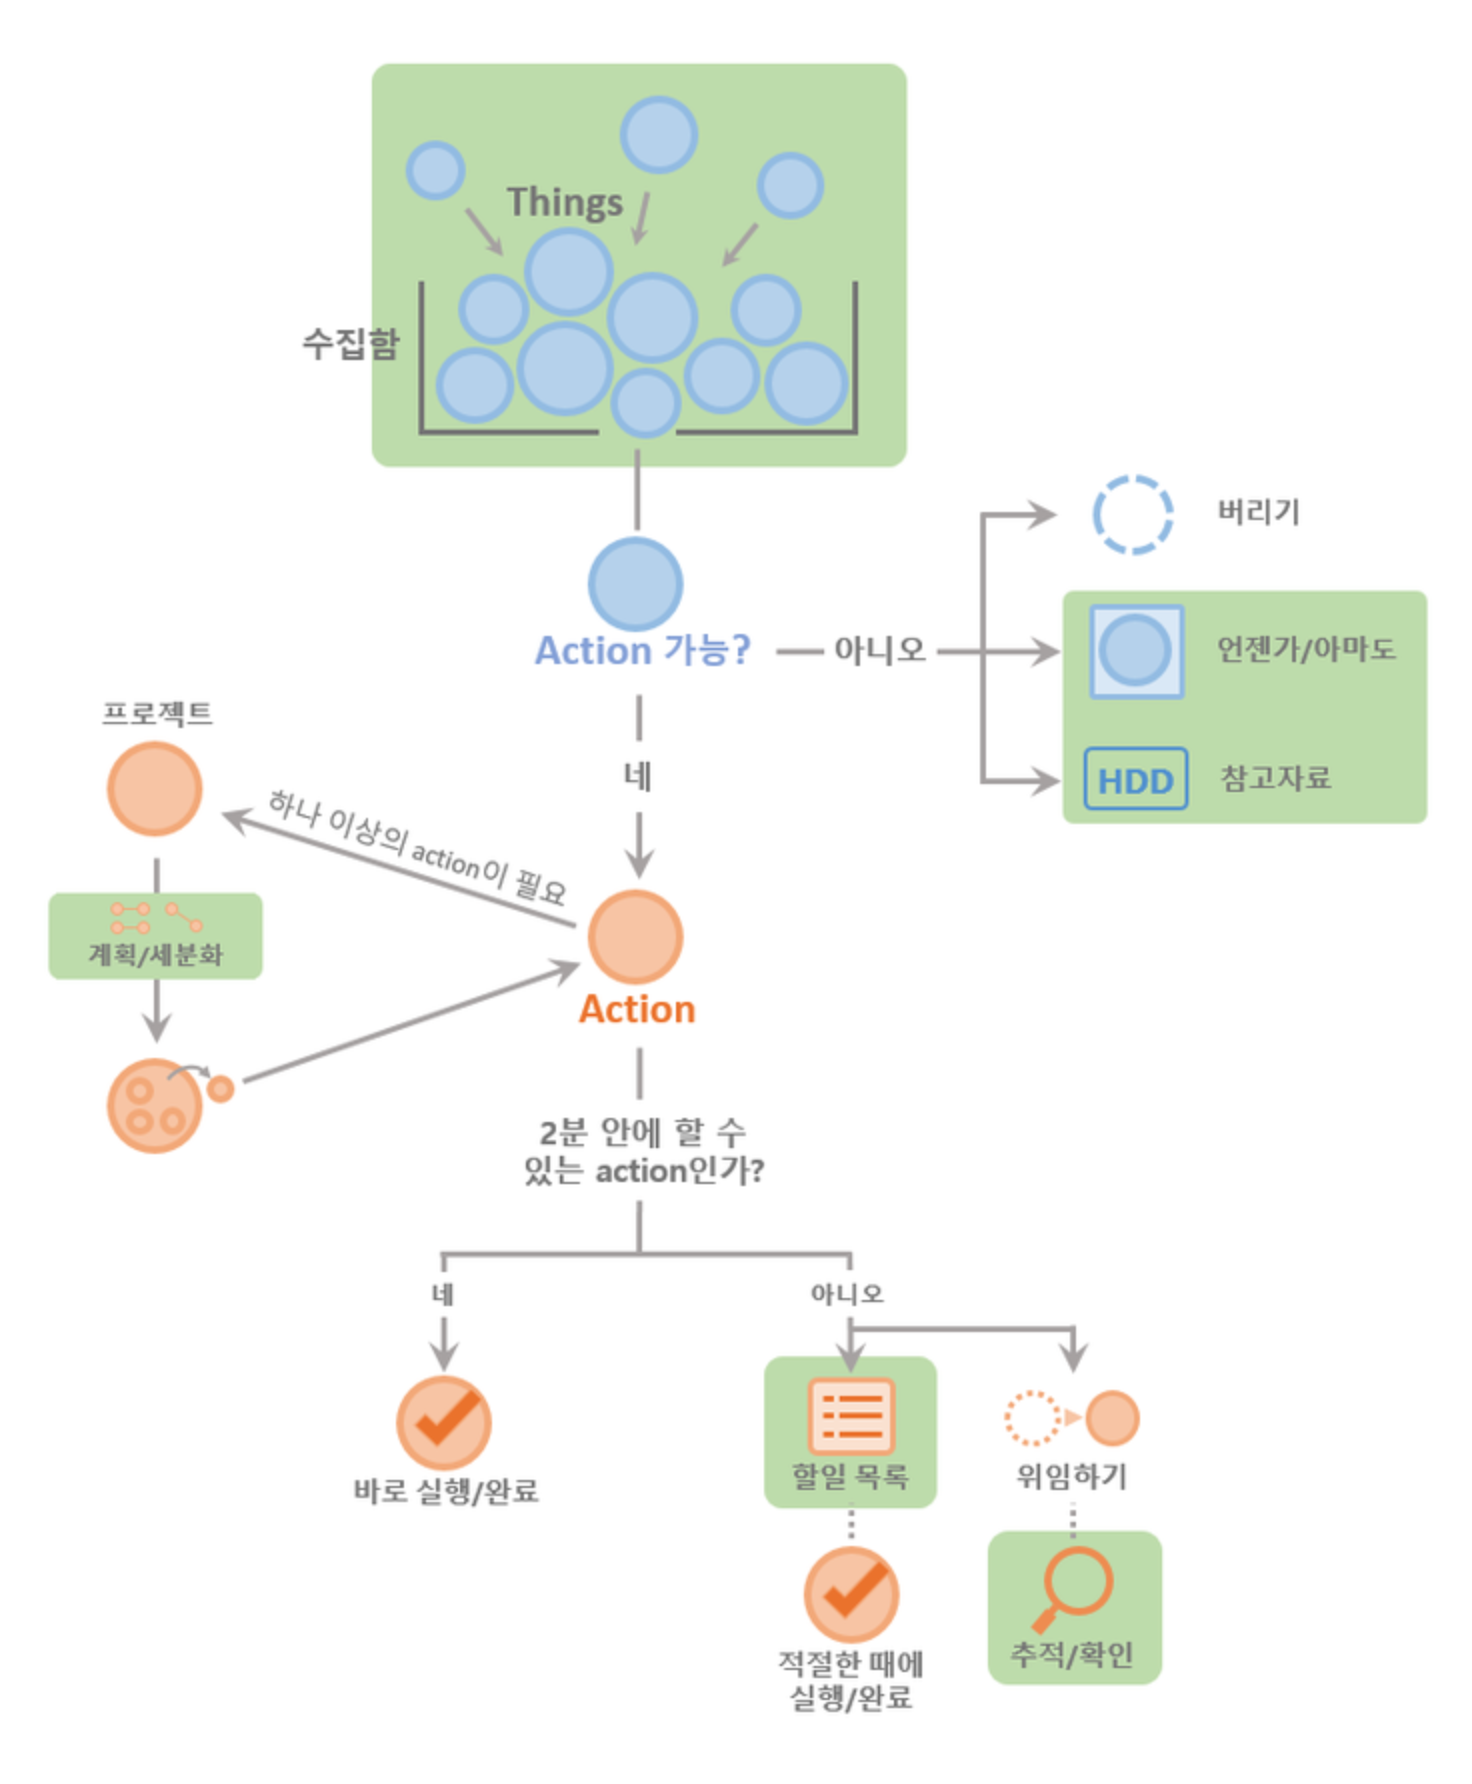 Things
수집함
버리기
Action 가능?
아니오
언젠가/아마도
프로젝트
네
HDD
참고자료
하나 이상의 action이 필요
계획/세분화
Action
2분 안에 할 수
있는 action인가?
네
아니오
바로 실행/완료
할일 목록
위임하기
적절한 때에
실행/완료
추적/확인